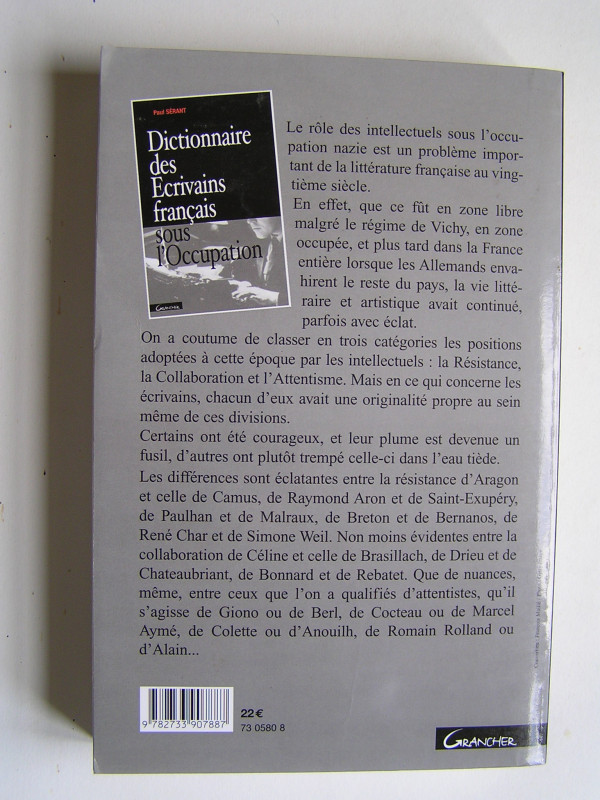 Paul SÉRANT
Dictionnaire
des
Ecrivains
français
sous
l'Occupation
GRANCHER
Le rôle des intellectuels sous l'occu-
pation nazie est un problème impor-
tant de la littérature française au ving-
tième siècle.
En effet, que ce fût en zone libre
malgré le régime de Vichy, en zone
occupée, et plus tard dans la France
entière lorsque les Allemands enva-
hirent le reste du pays, la vie litté-
raire et artistique avait continué,
parfois avec éclat.
On a coutume de classer en trois catégories les positions
adoptées à cette époque par les intellectuels : la Résistance,
la Collaboration et l'Attentisme. Mais en ce qui concerne les
écrivains, chacun d'eux avait une originalité propre au sein
même de ces divisions.
Certains ont été courageux, et leur plume est devenue un
fusil, d'autres ont plutôt trempé celle-ci dans l'eau tiède.
Les différences sont éclatantes entre la résistance d'Aragon
et celle de Camus, de Raymond Aron et de Saint-Exupéry,
de Paulhan et de Malraux, de Breton et de Bernanos, de
René Char et de Simone Weil. Non moins évidentes entre la
collaboration de Céline et celle de Brasillach, de Drieu et de
Chateaubriant, de Bonnard et de Rebatet. Que de nuances,
même, entre ceux que l'on a qualifiés d'attentistes, qu'il
s'agisse de Giono ou de Berl, de Cocteau ou de Marcel
Aymé, de Colette ou d'Anouilh, de Romain Rolland ou
d'Alain...
9 782733 907887
22 €
73 0580 8
GRANCHER